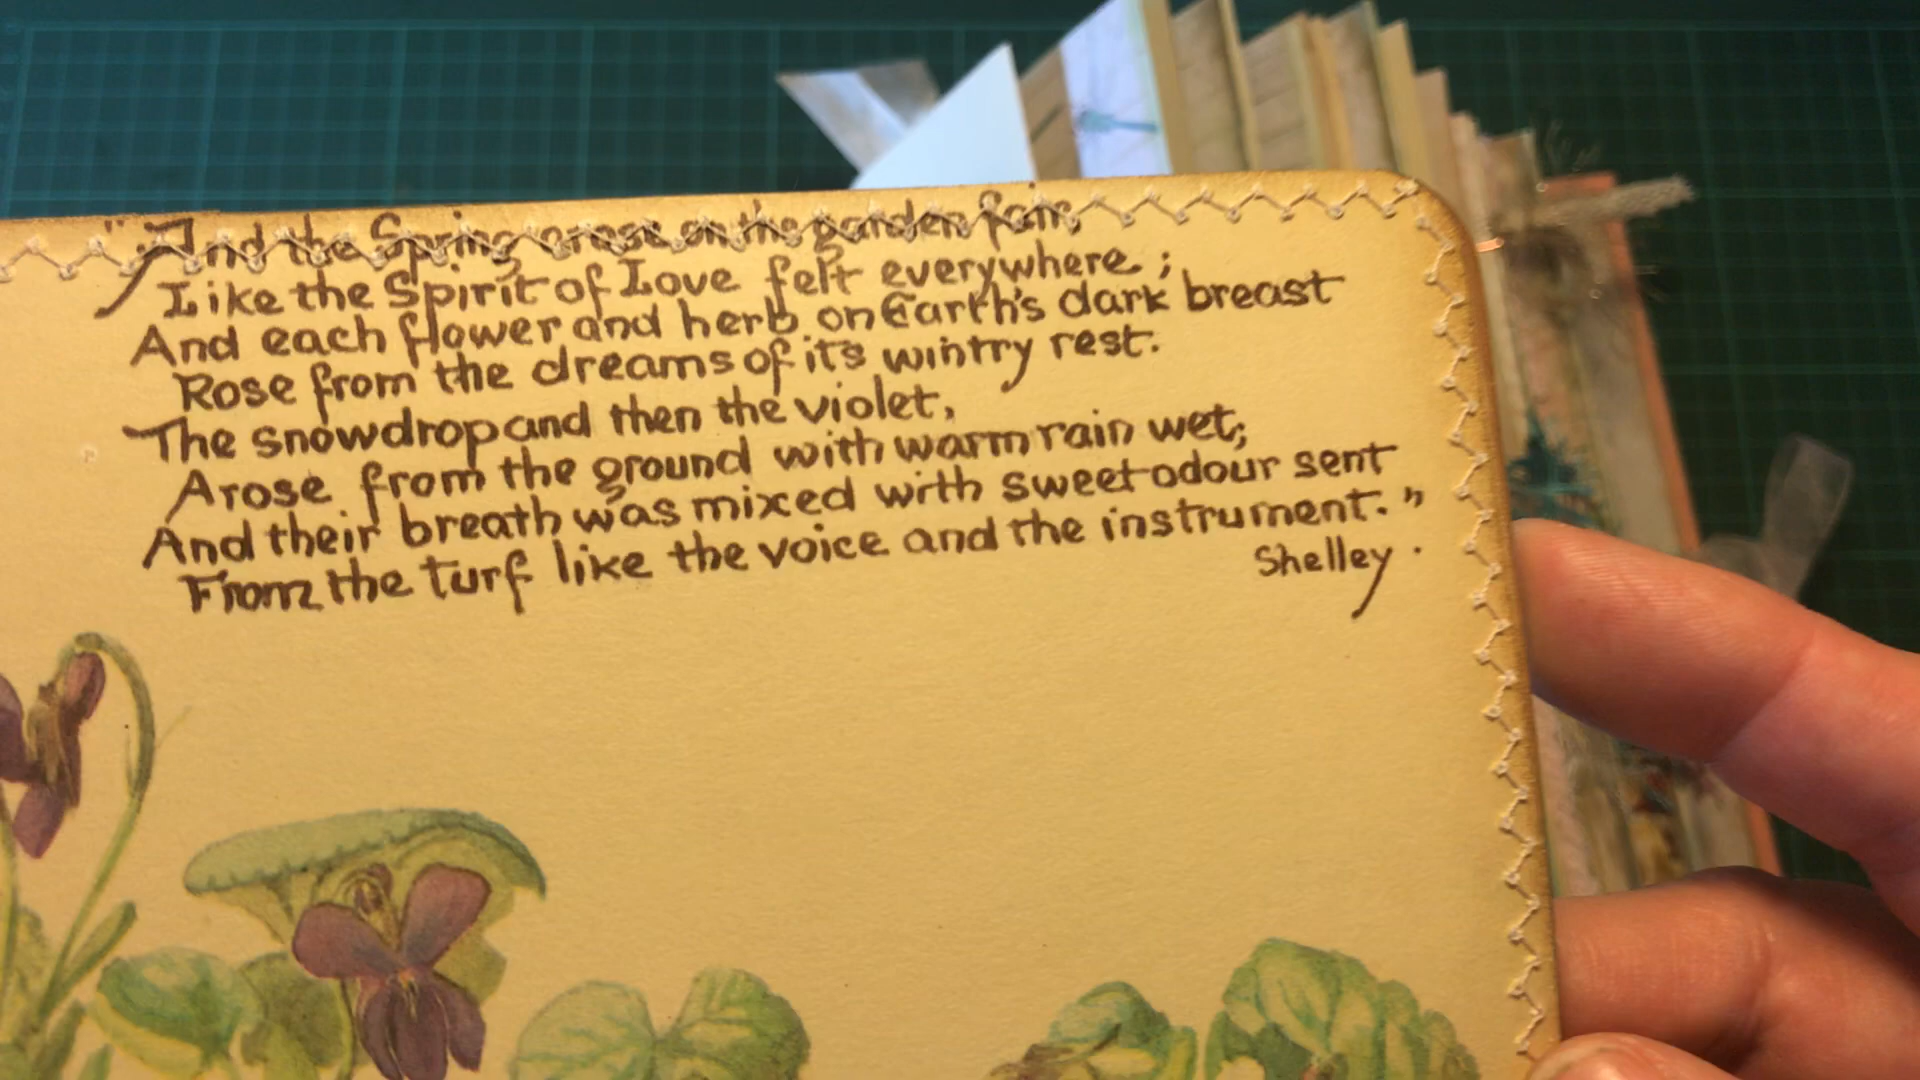 "And the Spring arose on the garden fair,
Like the Spirit of Love felt everywhere;
And each flower and herb on Earth's dark breast
Rose from the dreams of its wintry rest.
The snowdrop and then the violet,
Arose from the ground with warm rain wet;
And their breath was mixed with sweet odour sent
From the turf like the voice and the instrument."
Shelley.